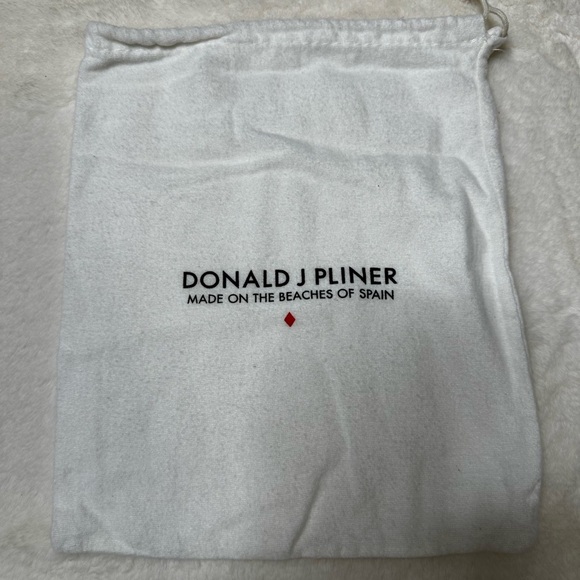 DONALD J PLINER
MADE ON THE BEACHES OF SPAIN